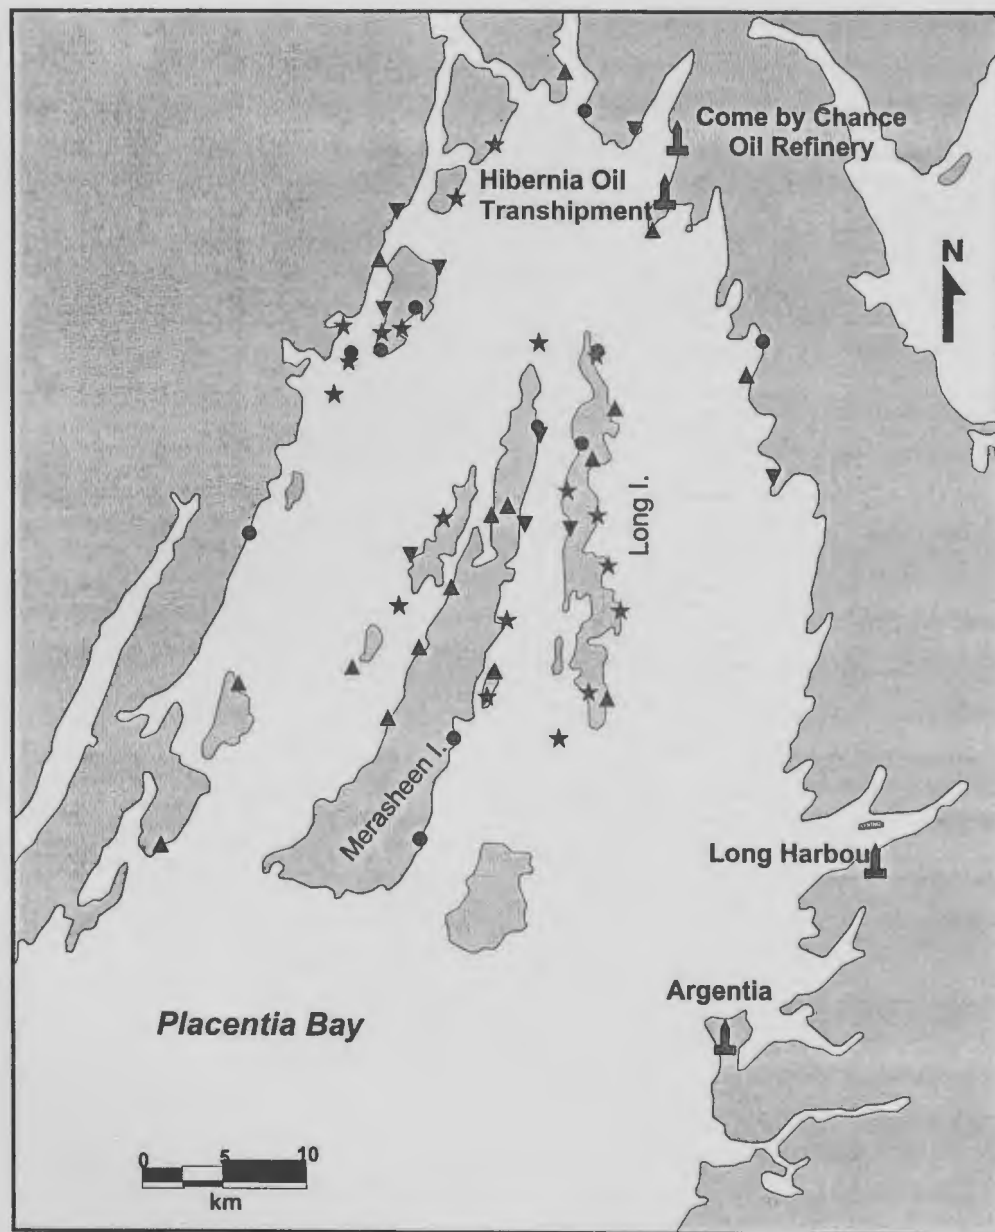 Come by Chance
Oil Refinery
Hibernia Oil
Transhipment
N
Long I.
Merasheen I.
Long Harbou
Argentia
Placentia Bay
0 5 10
km